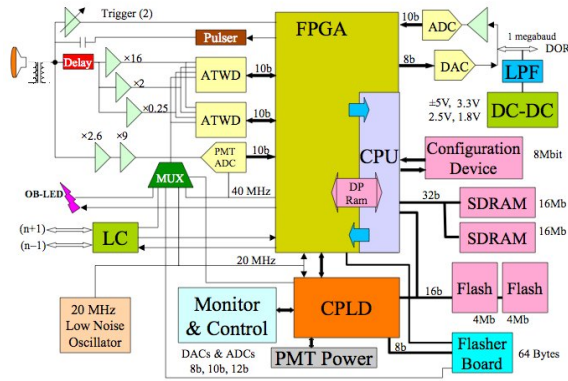 Trigger (2)
FPGA
10b
ADC
1 megabaud
DOR
Pulser
Delay
×16
×2
×0.25
ATWD
10b
8b
DAC
LPF
±5V, 3.3V
2.5V, 1.8V
DC-DC
ATWD
10b
×2.6
×9
PMT
ADC
10b
CPU
Configuration
Device
8Mbit
MUX
OB-LED
40 MHz
DP
Ram
32b
SDRAM
16Mb
(n+1)
(n−1)
LC
SDRAM
16Mb
20 MHz
20 MHz
Low Noise
Oscillator
Monitor
& Control
CPLD
16b
Flash
Flash
4Mb
4Mb
DACs & ADCs
8b, 10b, 12b
PMT Power
8b
Flasher
Board
64 Bytes